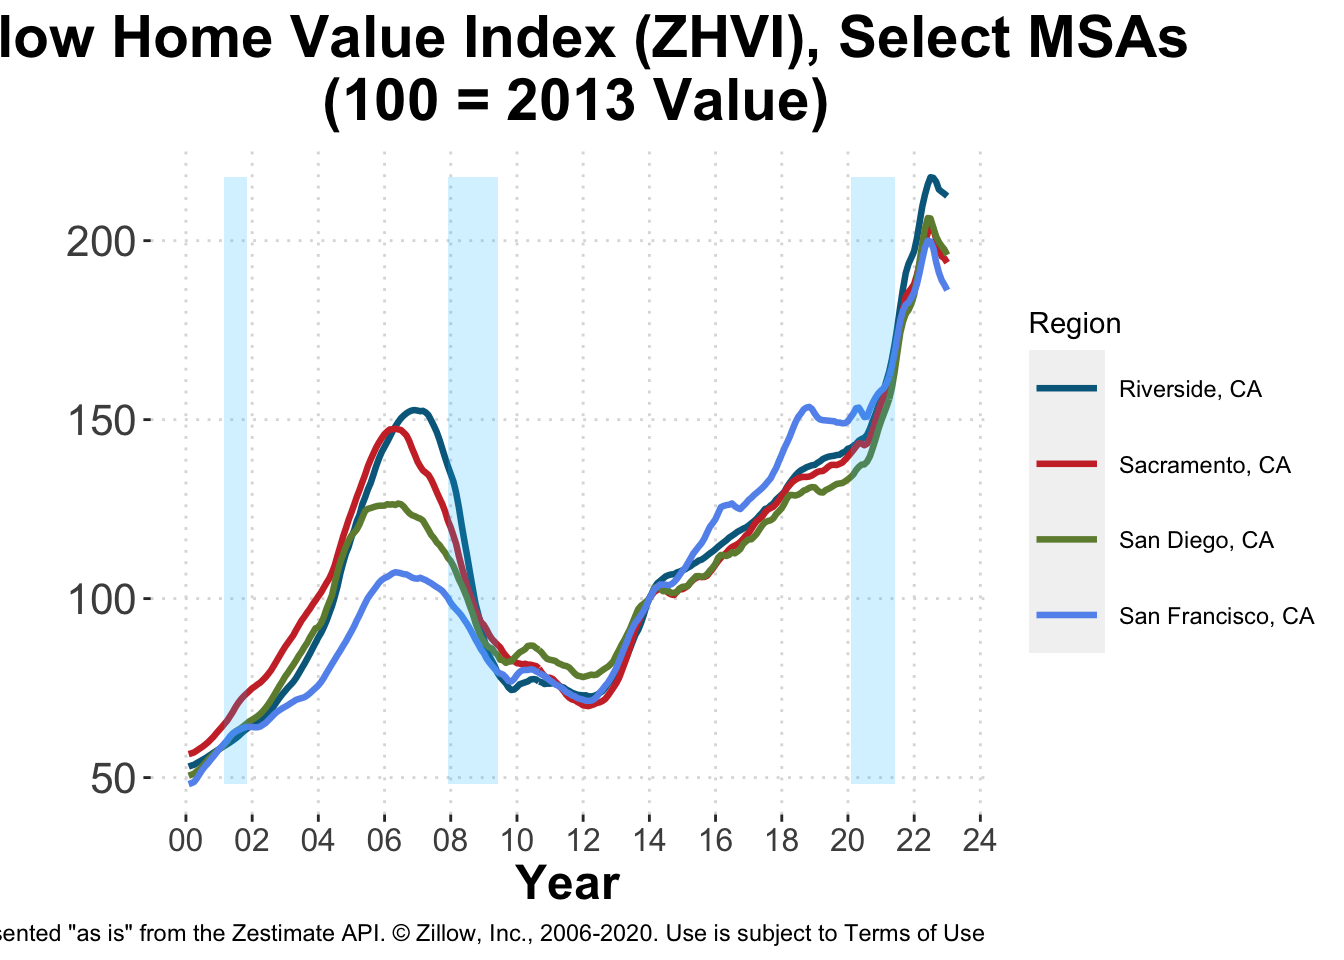 low Home Value Index (ZHVI), Select MSAs
(100 = 2013 Value)
200
150
100
50
00 02 04 06 08 10 12 14 16 18 20 22 24
Year
Region
Riverside, CA
Sacramento, CA
San Diego, CA
San Francisco, CA
sented "as is" from the Zestimate API. © Zillow, Inc., 2006-2020. Use is subject to Terms of Use